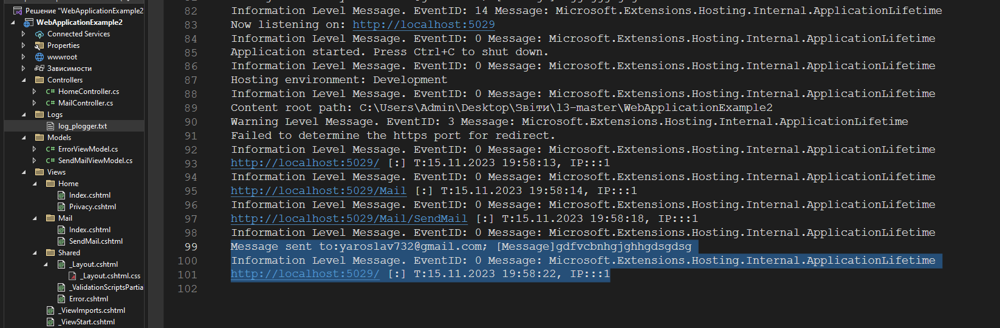 Решение "WebApplicationExample2
WebApplicationExample2
Connected Services
Properties
wwwroot
Зависимости
Controllers
C# HomeController.cs
C# MailController.cs
Logs
log_plogger.txt
Models
C# ErrorViewModel.cs
C# SendMailViewModel.cs
Views
Home
Index.cshtml
Privacy.cshtml
Mail
Index.cshtml
SendMail.cshtml
Shared
_Layout.cshtml
_Layout.cshtml.css
_ValidationScriptsPartia
Error.cshtml
_ViewImports.cshtml
_ViewStart.cshtml
82 Information Level Message. EventID: 14 Message: Microsoft.Extensions.Hosting.Internal.ApplicationLifetime
83 Now listening on: http://localhost:5029
84 Information Level Message. EventID: 0 Message: Microsoft.Extensions.Hosting.Internal.ApplicationLifetime
85 Application started. Press Ctrl+C to shut down.
86 Information Level Message. EventID: 0 Message: Microsoft.Extensions.Hosting.Internal.ApplicationLifetime
87 Hosting environment: Development
88 Information Level Message. EventID: 0 Message: Microsoft.Extensions.Hosting.Internal.ApplicationLifetime
89 Content root path: C:\Users\Admin\Desktop\Звіти\l3-master\WebApplicationExample2
90 Warning Level Message. EventID: 3 Message: Microsoft.Extensions.Hosting.Internal.ApplicationLifetime
91 Failed to determine the https port for redirect.
92 Information Level Message. EventID: 0 Message: Microsoft.Extensions.Hosting.Internal.ApplicationLifetime
93 http://localhost:5029/ [:] T:15.11.2023 19:58:13, IP:::1
94 Information Level Message. EventID: 0 Message: Microsoft.Extensions.Hosting.Internal.ApplicationLifetime
95 http://localhost:5029/Mail [:] T:15.11.2023 19:58:14, IP:::1
96 Information Level Message. EventID: 0 Message: Microsoft.Extensions.Hosting.Internal.ApplicationLifetime
97 http://localhost:5029/Mail/SendMail [:] T:15.11.2023 19:58:18, IP:::1
98 Information Level Message. EventID: 0 Message: Microsoft.Extensions.Hosting.Internal.ApplicationLifetime
99 Message sent to:yaroslav732@gmail.com; [Message]gdfvcbnhgjghhgdsgdsg
100 Information Level Message. EventID: 0 Message: Microsoft.Extensions.Hosting.Internal.ApplicationLifetime
101 http://localhost:5029/ [:] T:15.11.2023 19:58:22, IP:::1
102